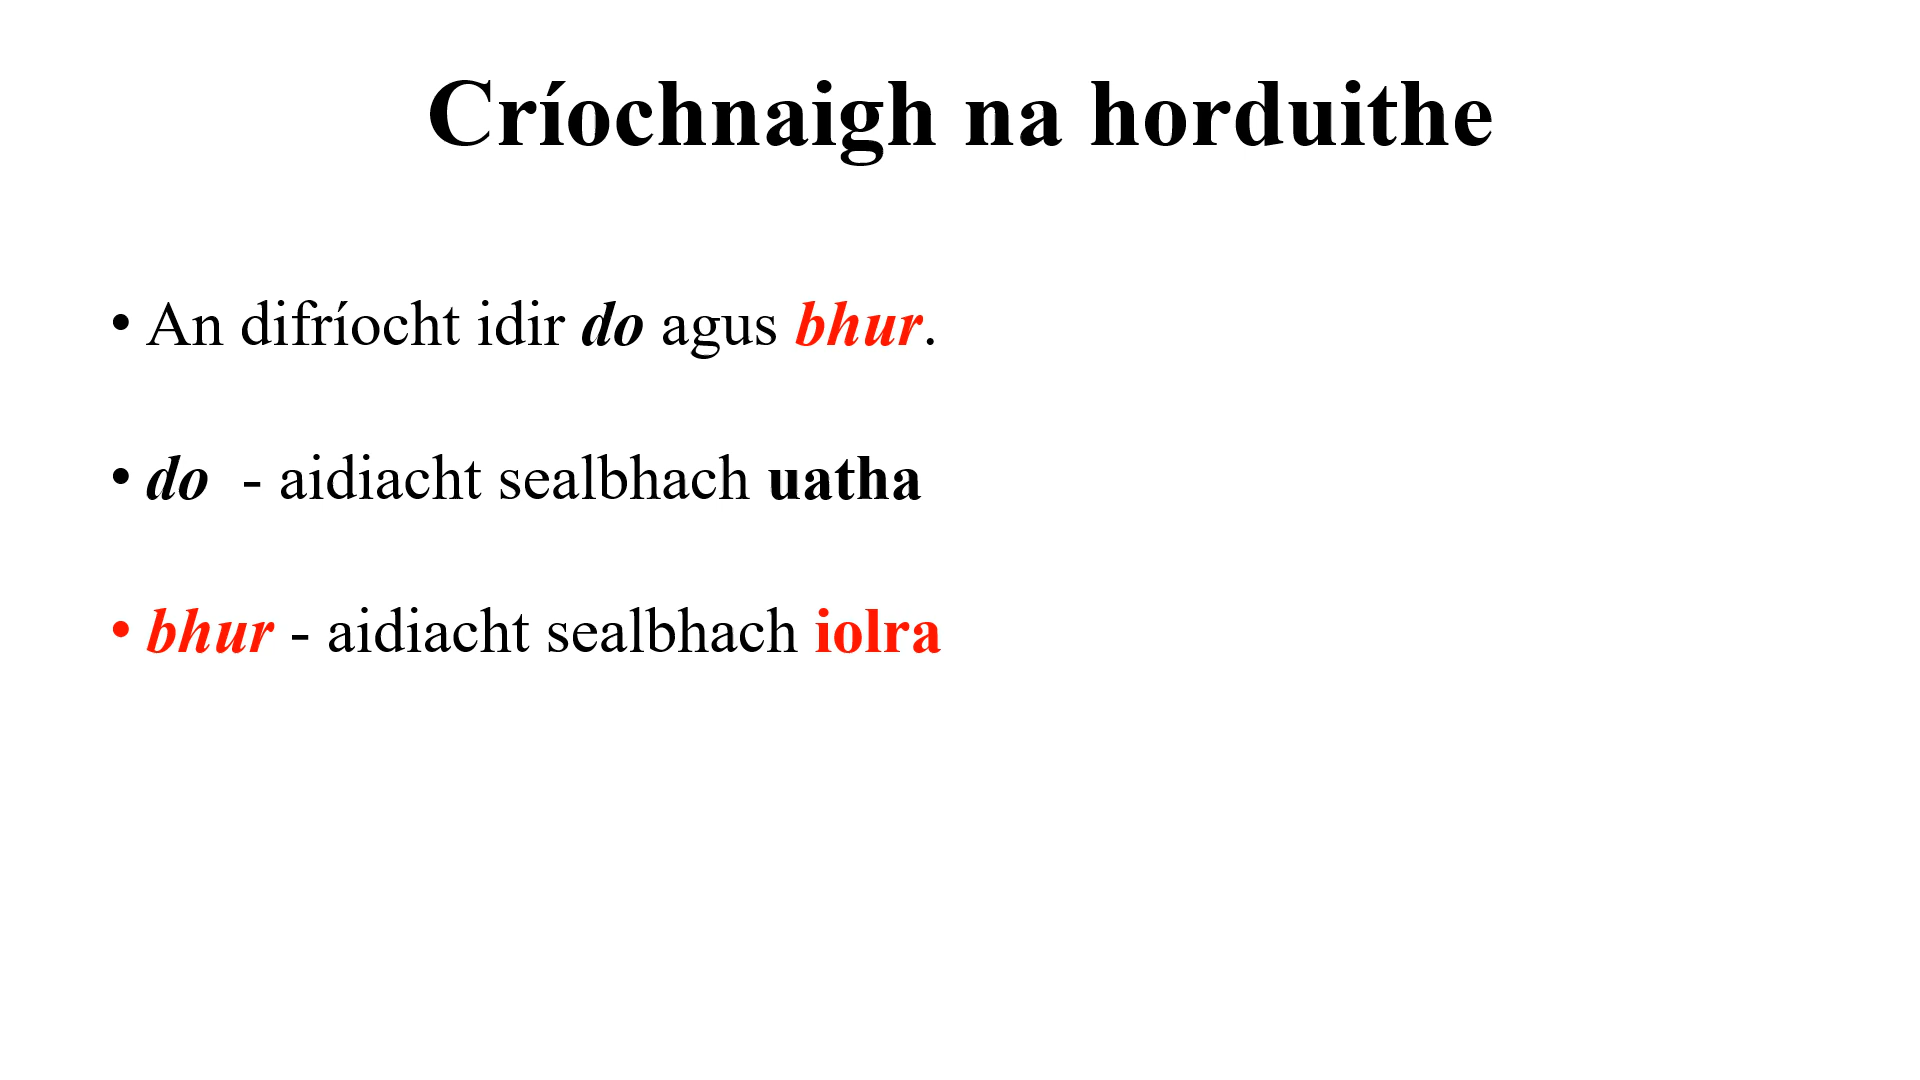 Críochnaigh na horduithe
• An difríocht idir do agus bhur.
• do - aidiacht sealbhach uatha
• bhur - aidiacht sealbhach iolra